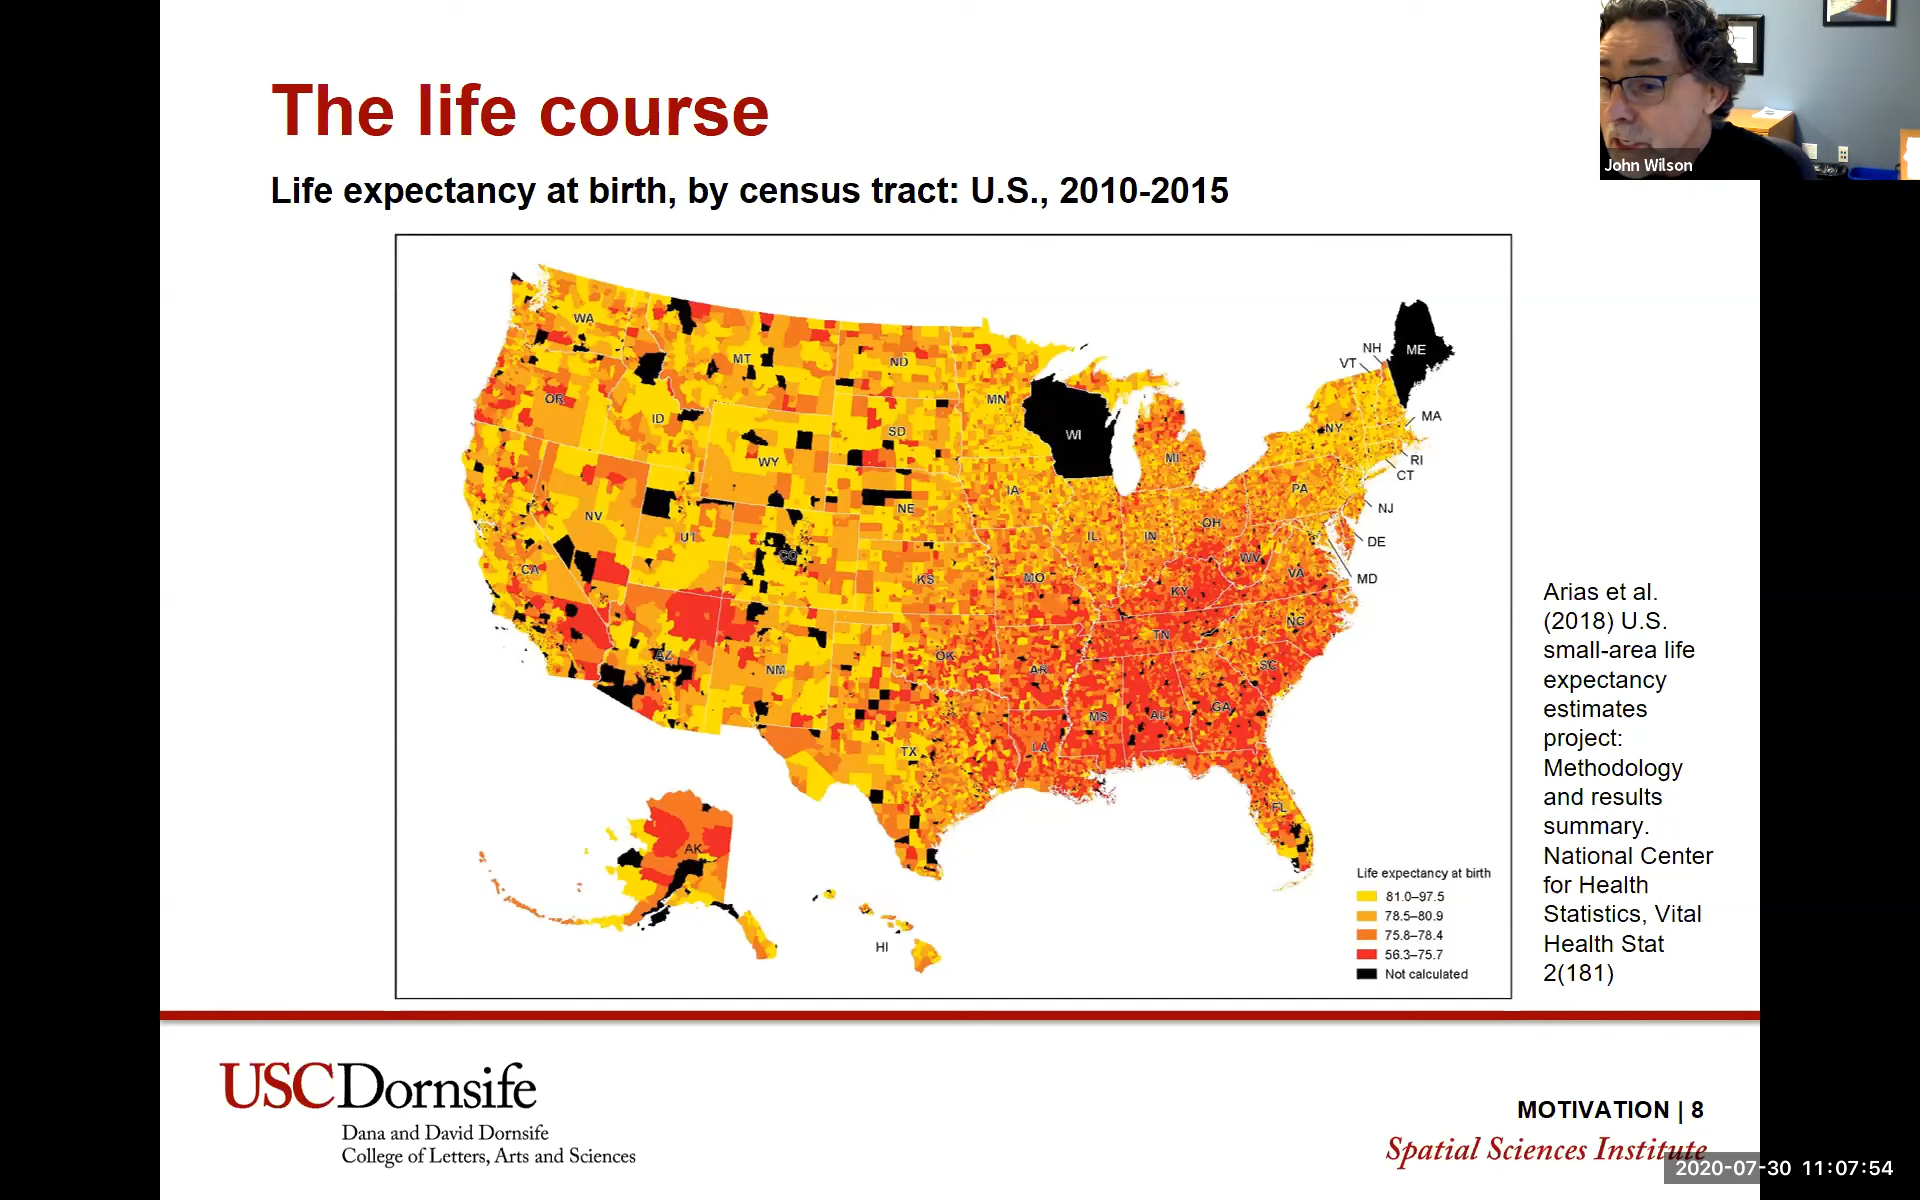 The life course
John Wilson
Life expectancy at birth, by census tract: U.S., 2010-2015
WA
MT
ND
MN
OR
ID
SD
WI
WY
MI
NY
NH
VT
ME
MA
RI
CT
NJ
DE
MD
PA
IA
NE
NV
UT
CO
CA
KS
MO
IL
IN
OH
WV
VA
KY
NC
TN
SC
AZ
NM
OK
AR
MS
AL
GA
LA
TX
FL
AK
HI
Life expectancy at birth
81.0–97.5
78.5–80.9
75.8–78.4
56.3–75.7
Not calculated
Arias et al.
(2018) U.S.
small-area life
expectancy
estimates
project:
Methodology
and results
summary.
National Center
for Health
Statistics, Vital
Health Stat
2(181)
USCDornsife
Dana and David Dornsife
College of Letters, Arts and Sciences
MOTIVATION | 8
Spatial Sciences Institute
2020-07-30 11:07:54